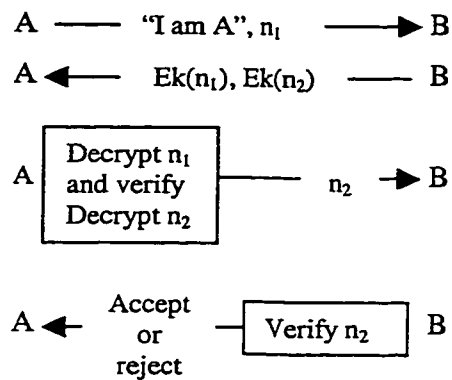 A “I am A”, n₁ B
A Ek(n₁), Ek(n₂) B
A Decrypt n₁ and verify Decrypt n₂ n₂ B
A Accept or reject Verify n₂ B